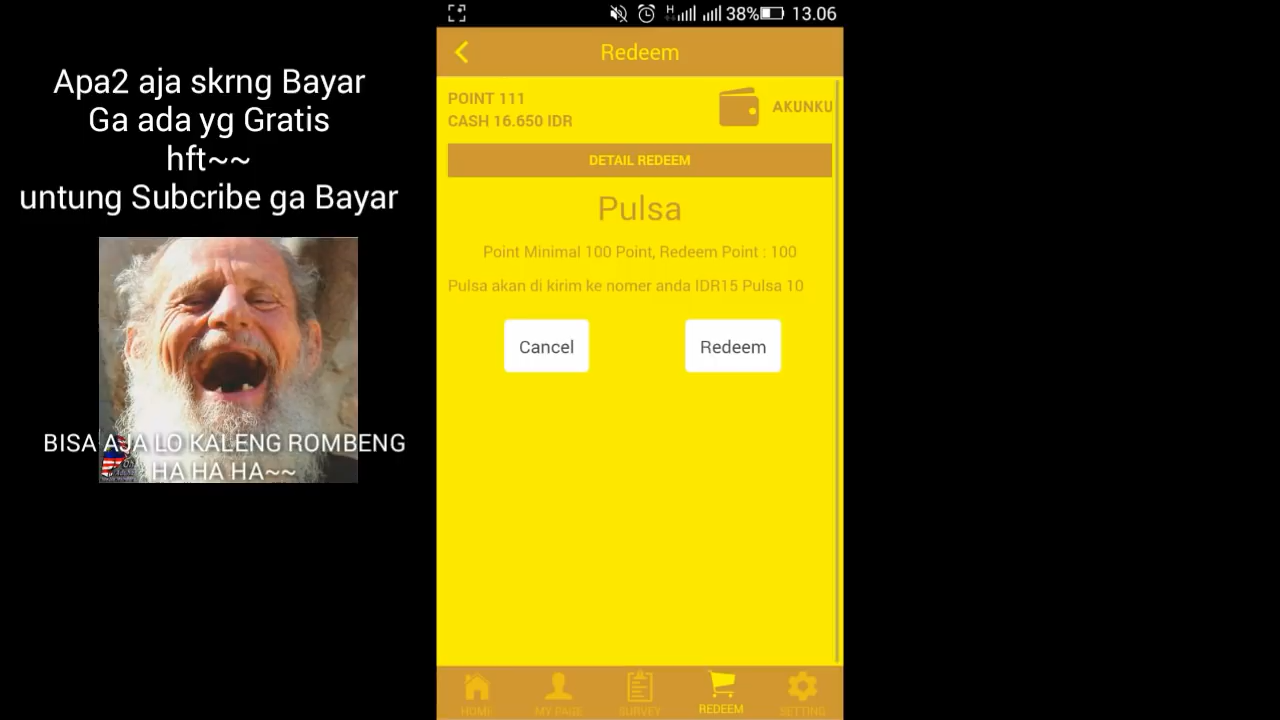 Apa2 aja skrng Bayar
Ga ada yg Gratis
hft~~
untung Subcribe ga Bayar
BISA AJA LO KALENG ROMBENG
HA HA HA~~
H
38%
13.06
Redeem
POINT 111
CASH 16.650 IDR
AKUNKU
DETAIL REDEEM
Pulsa
Point Minimal 100 Point, Redeem Point : 100
Pulsa akan di kirim ke nomer anda IDR15 Pulsa 10
Cancel
Redeem
HOME
MY PAGE
SURVEY
REDEEM
SETTING